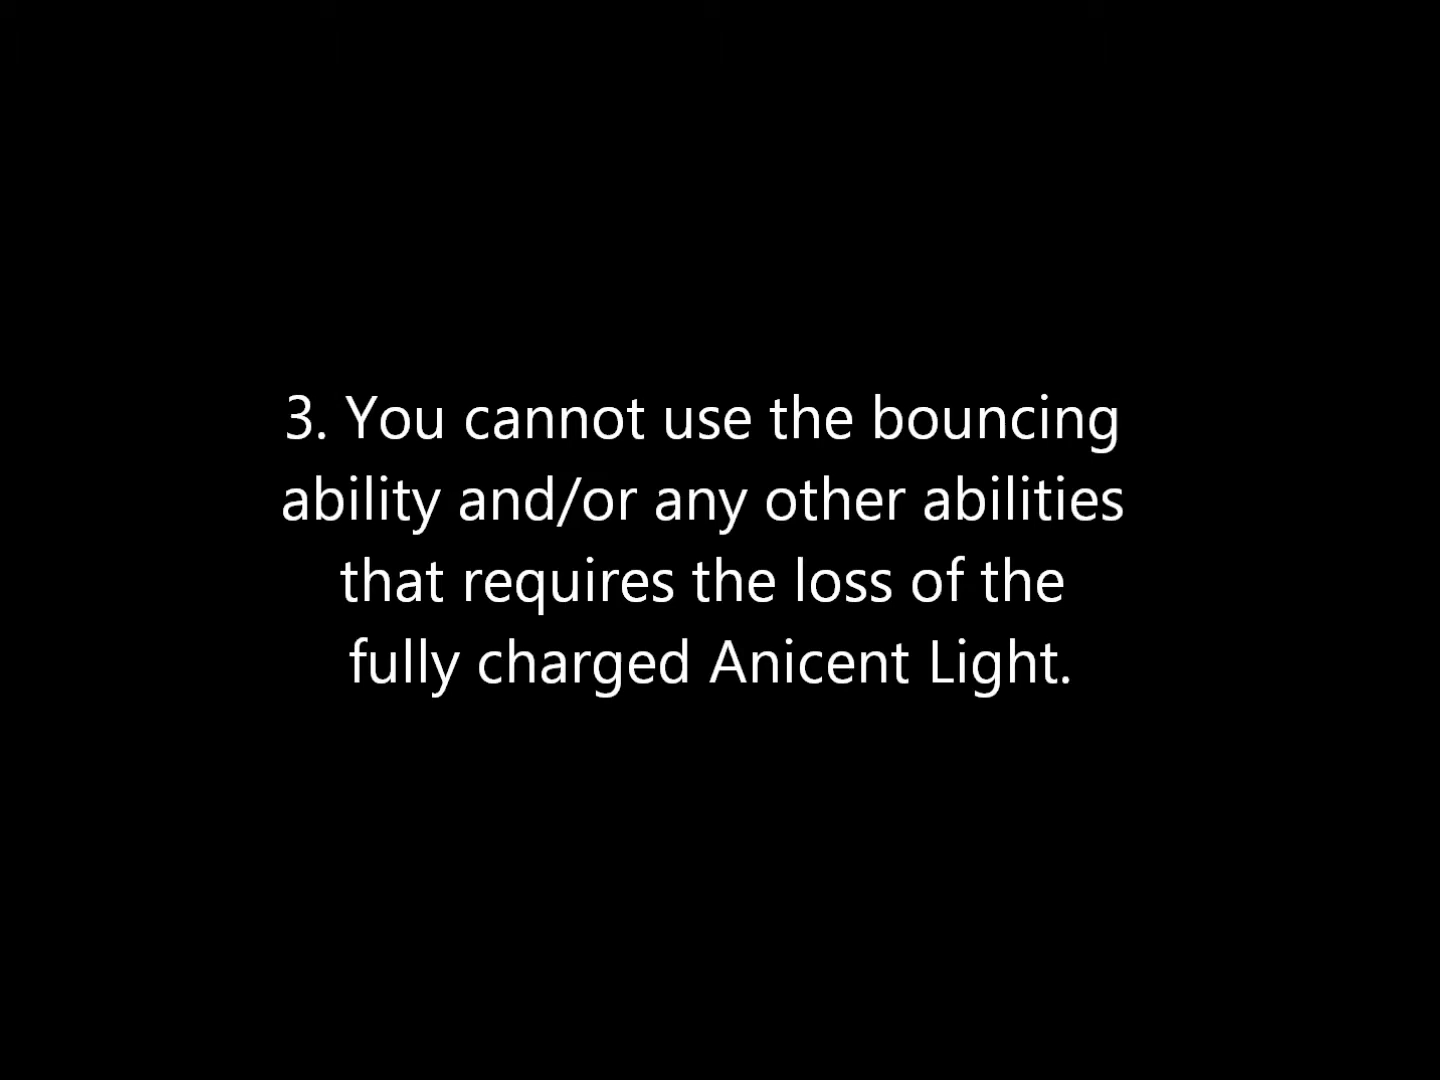 3. You cannot use the bouncing
ability and/or any other abilities
that requires the loss of the
fully charged Anicent Light.